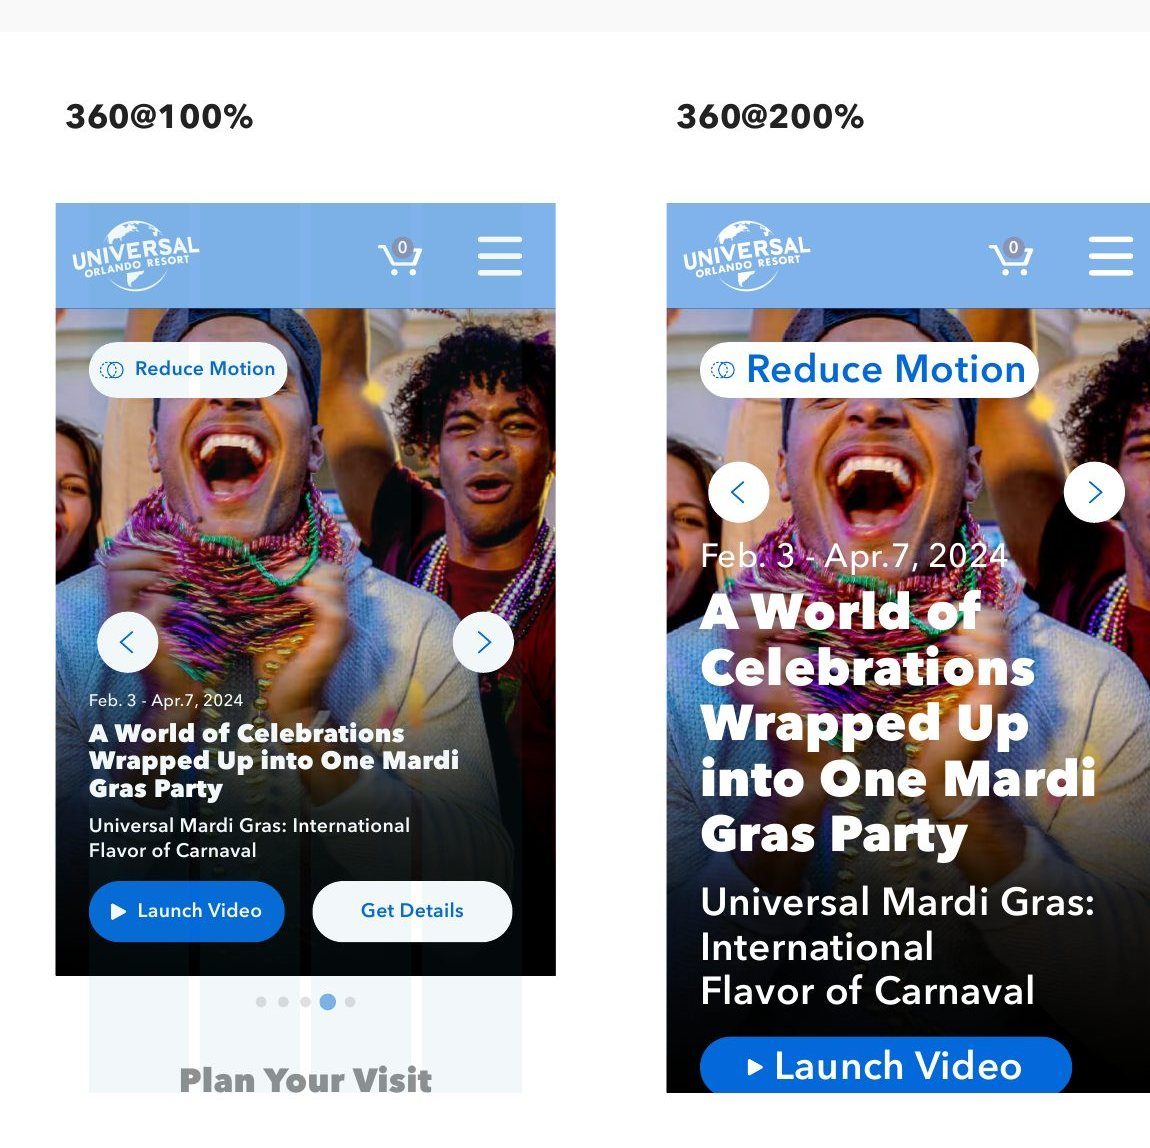 360@100%
360@200%
UNIVERSAL
ORLANDO RESORT
0
Reduce Motion
Feb. 3 - Apr.7, 2024
A World of Celebrations
Wrapped Up into One Mardi
Gras Party
Universal Mardi Gras: International
Flavor of Carnaval
Launch Video
Get Details
Plan Your Visit
UNIVERSAL
ORLANDO RESORT
0
Reduce Motion
Feb. 3 - Apr.7, 2024
A World of
Celebrations
Wrapped Up
into One Mardi
Gras Party
Universal Mardi Gras:
International
Flavor of Carnaval
Launch Video